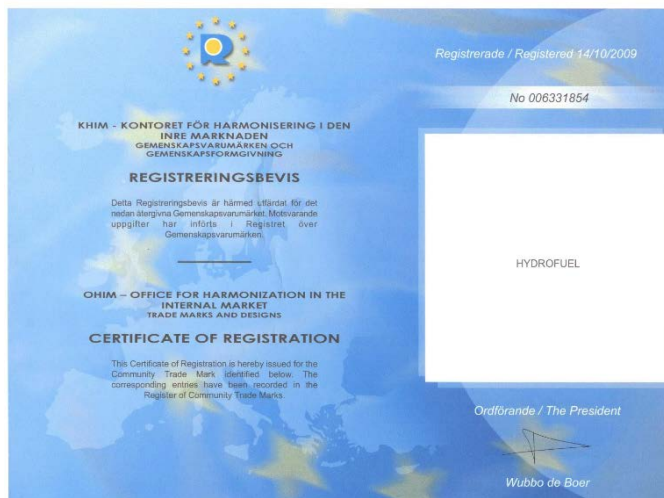 KHIM - KONTORET FÖR HARMONISERING I DEN
INRE MARKNADEN
GEMENSKAPSVARUMÄRKEN OCH
GEMENSKAPSFORMGIVNING
REGISTRERINGSBEVIS
Detta Registreringsbevis är härmed utfärdat för det
nedan återgivna Gemenskapsvarumärket. Motsvarande
uppgifter har införts i Registret över
Gemenskapsvarumärken.
OHIM – OFFICE FOR HARMONIZATION IN THE
INTERNAL MARKET
TRADE MARKS AND DESIGNS
CERTIFICATE OF REGISTRATION
This Certificate of Registration is hereby issued for the
Community Trade Mark identified below. The
corresponding entries have been recorded in the
Register of Community Trade Marks.
Registrerade / Registered 14/10/2009
No 006331854
HYDROFUEL
Ordförande / The President
Wubbo de Boer